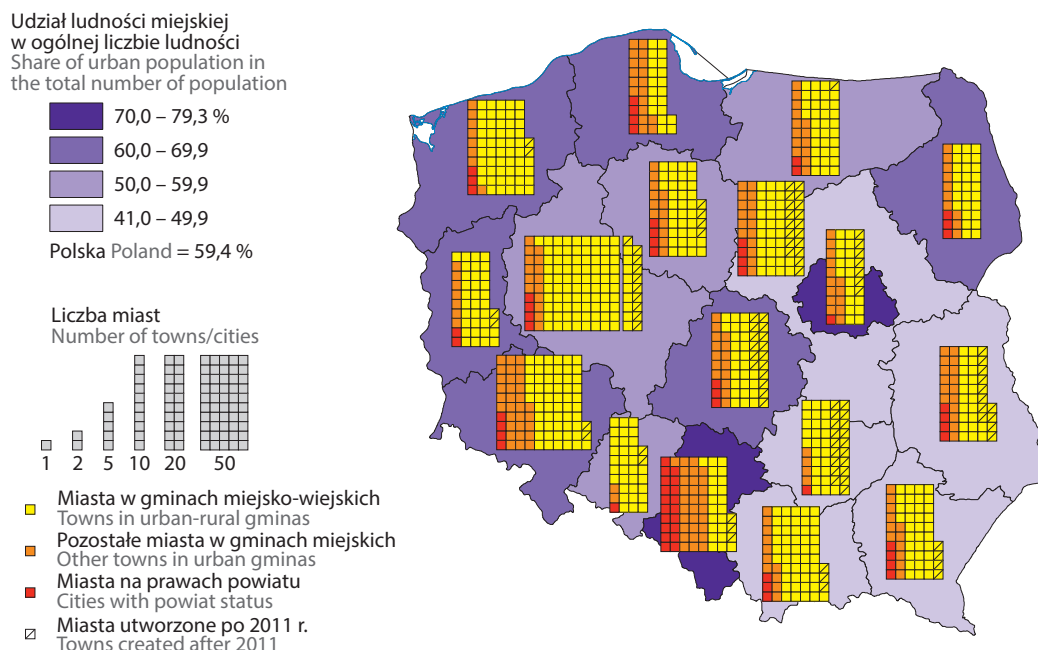 Udział ludności miejskiej
w ogólnej liczbie ludności
Share of urban population in
the total number of population
70,0 – 79,3 %
60,0 – 69,9
50,0 – 59,9
41,0 – 49,9
Polska Poland = 59,4 %
Liczba miast
Number of towns/cities
1 2 5 10 20 50
Miasta w gminach miejsko-wiejskich
Towns in urban-rural gminas
Pozostałe miasta w gminach miejskich
Other towns in urban gminas
Miasta na prawach powiatu
Cities with powiat status
Miasta utworzone po 2011 r.
Towns created after 2011